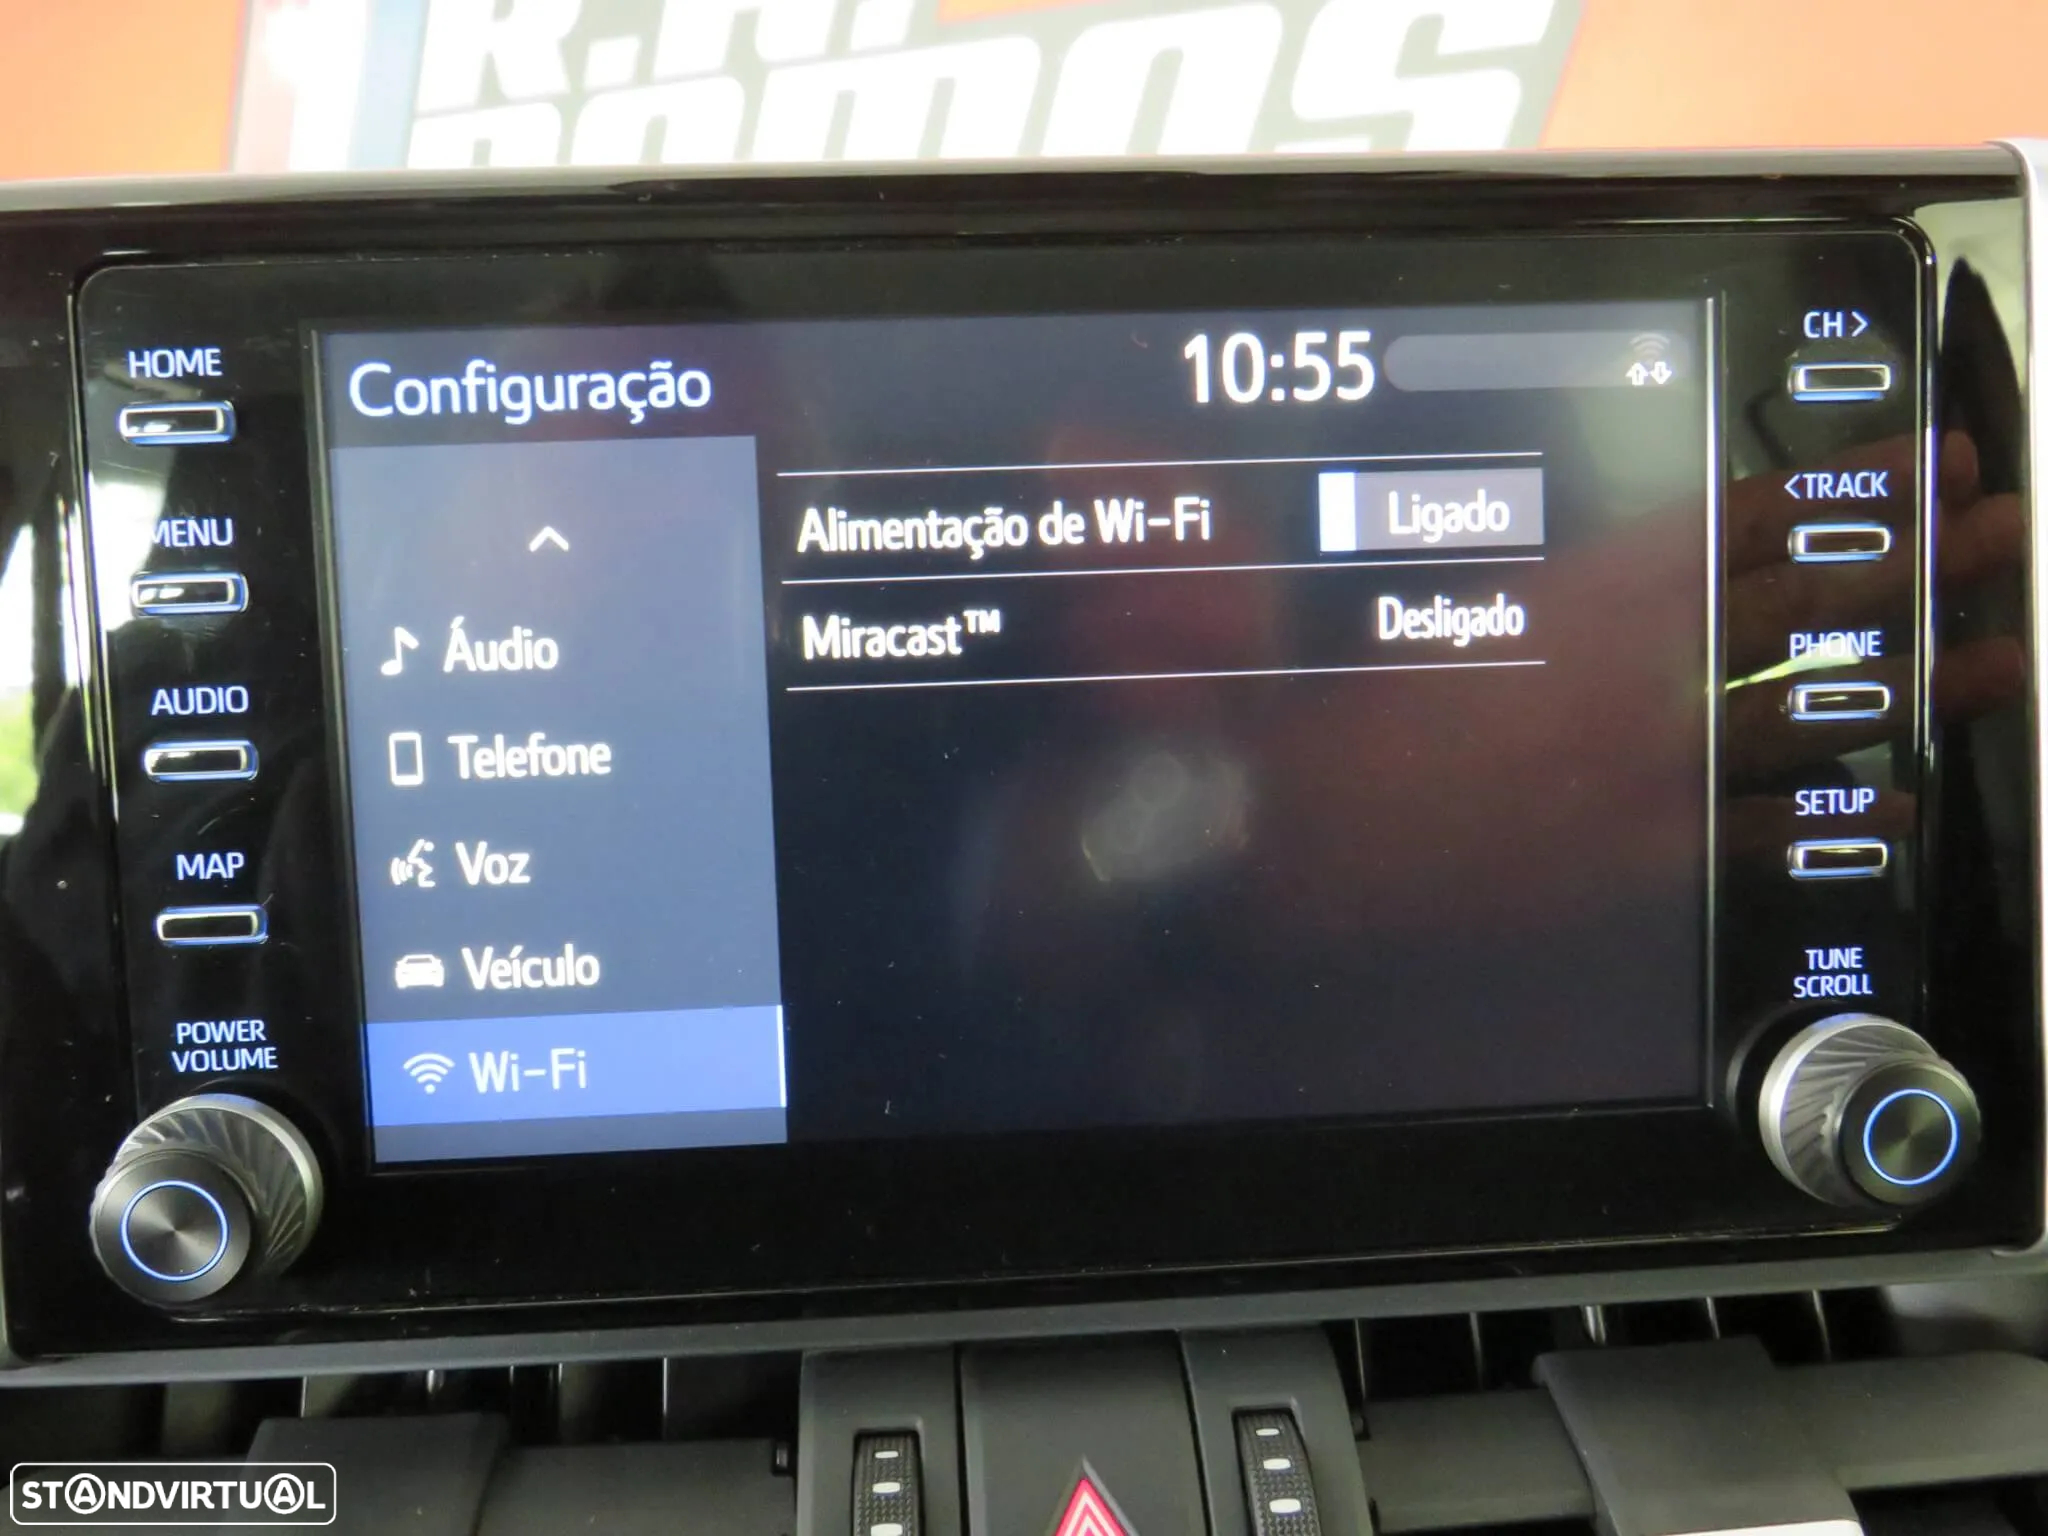 R.M.
RAMOS
HOME
MENU
AUDIO
MAP
POWER
VOLUME
Configuração
10:55
Áudio
Telefone
Voz
Veículo
Wi-Fi
Alimentação de Wi-Fi Ligado
Miracast™ Desligado
CH >
<TRACK
PHONE
SETUP
TUNE
SCROLL
STANDVIRTUAL